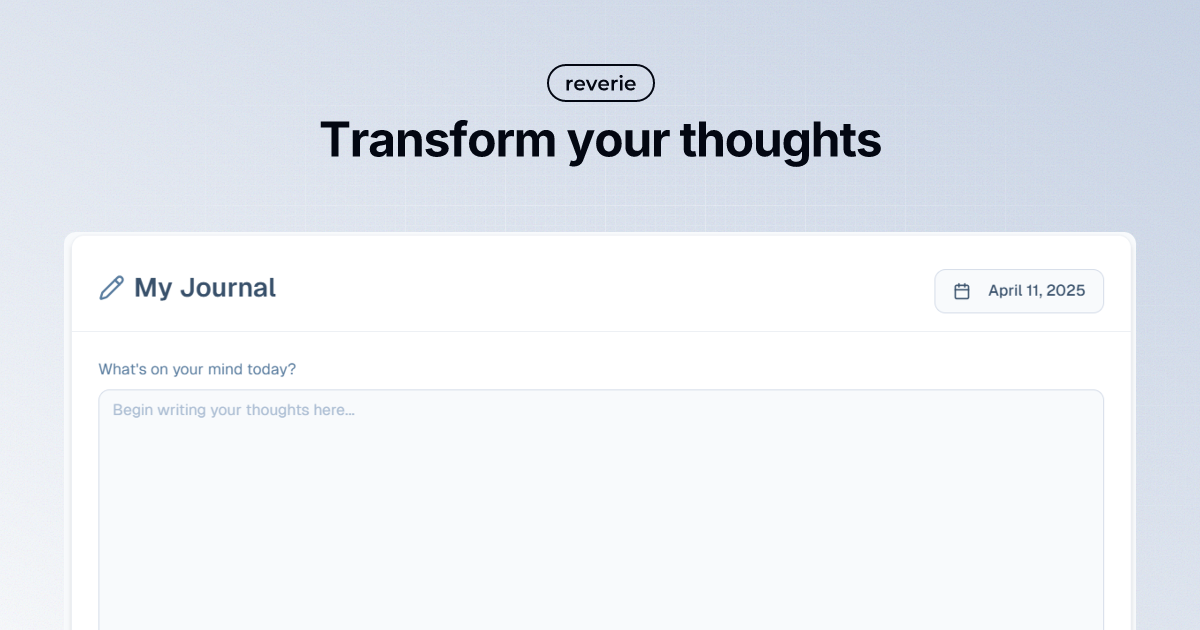 reverie
Transform your thoughts
My Journal
April 11, 2025
What's on your mind today?
Begin writing your thoughts here...